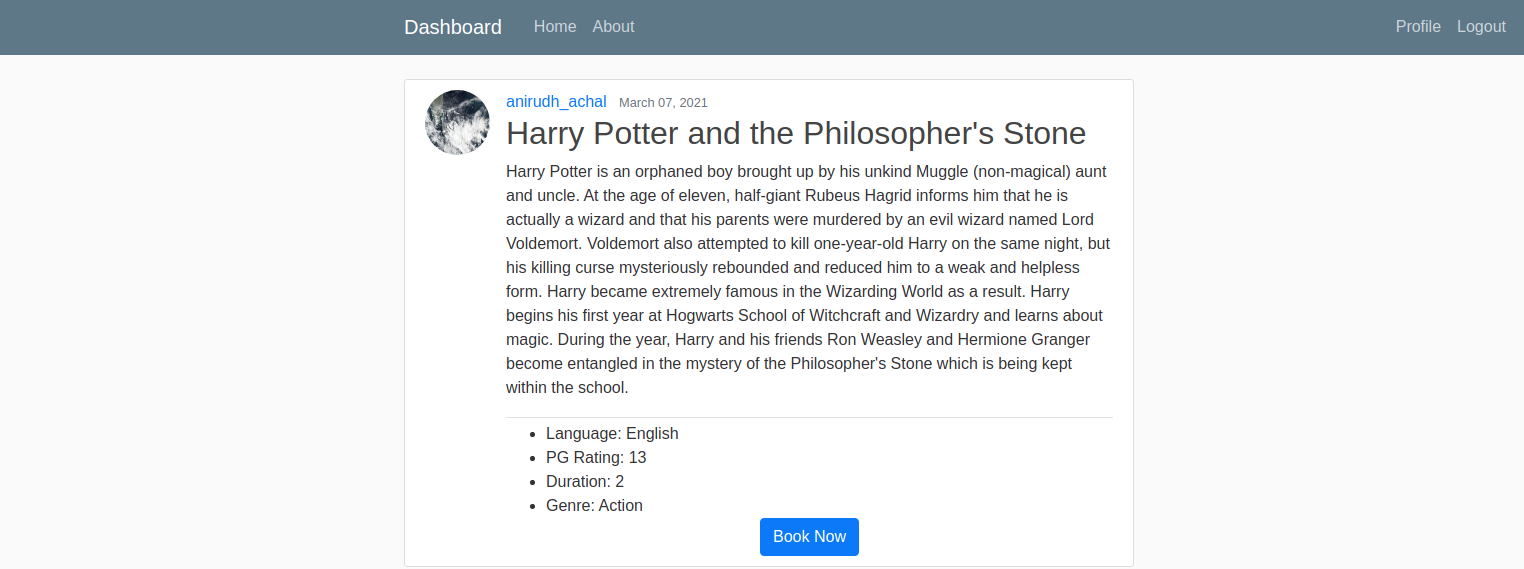 Dashboard Home About Profile Logout
anirudh_achal March 07, 2021
Harry Potter and the Philosopher's Stone
Harry Potter is an orphaned boy brought up by his unkind Muggle (non-magical) aunt
and uncle. At the age of eleven, half-giant Rubeus Hagrid informs him that he is
actually a wizard and that his parents were murdered by an evil wizard named Lord
Voldemort. Voldemort also attempted to kill one-year-old Harry on the same night, but
his killing curse mysteriously rebounded and reduced him to a weak and helpless
form. Harry became extremely famous in the Wizarding World as a result. Harry
begins his first year at Hogwarts School of Witchcraft and Wizardry and learns about
magic. During the year, Harry and his friends Ron Weasley and Hermione Granger
become entangled in the mystery of the Philosopher's Stone which is being kept
within the school.
• Language: English
• PG Rating: 13
• Duration: 2
• Genre: Action
Book Now